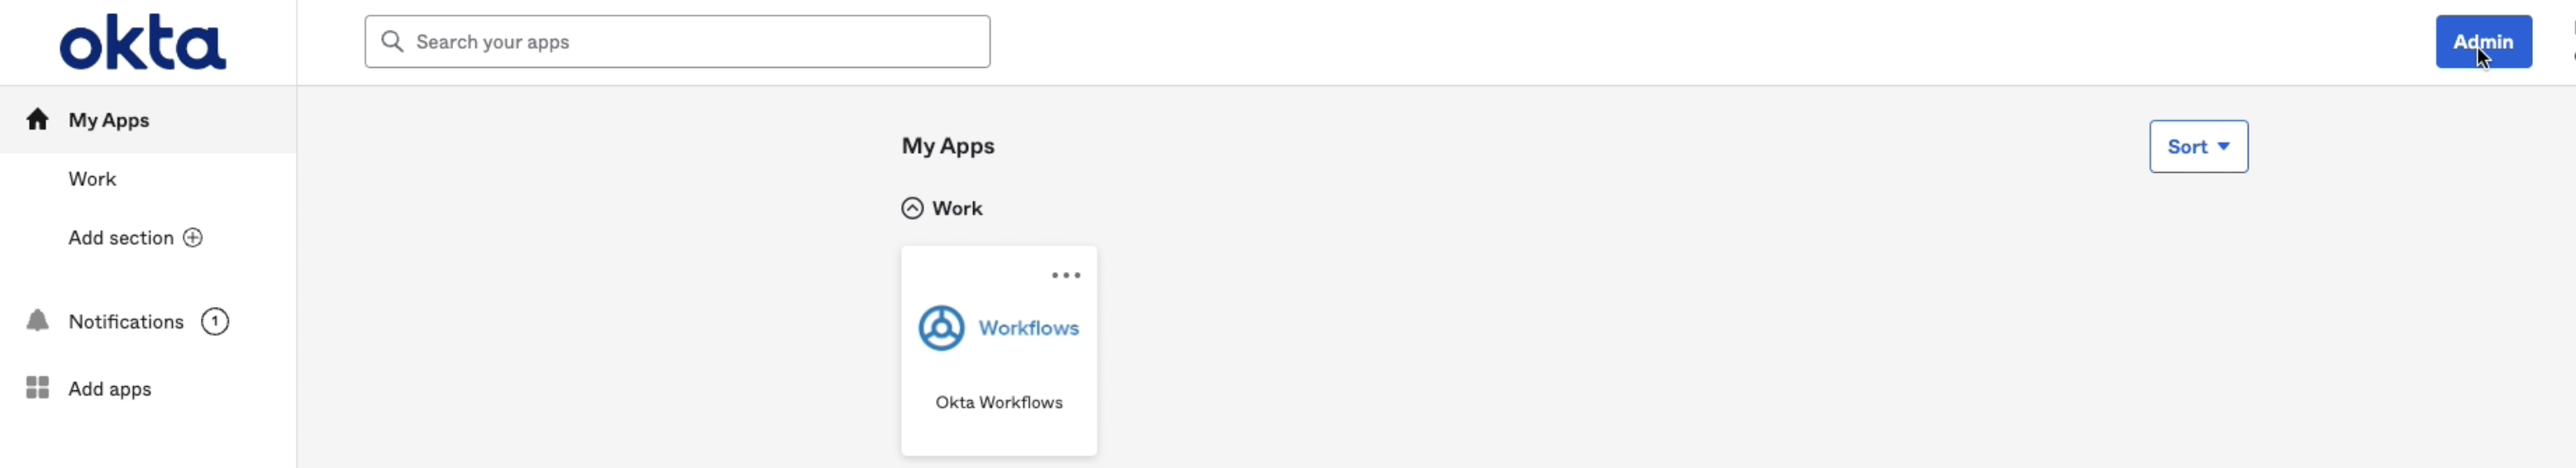 okta
Search your apps
Admin
My Apps
Work
Add section
Notifications 1
Add apps
My Apps
Sort
Work
Workflows
Okta Workflows